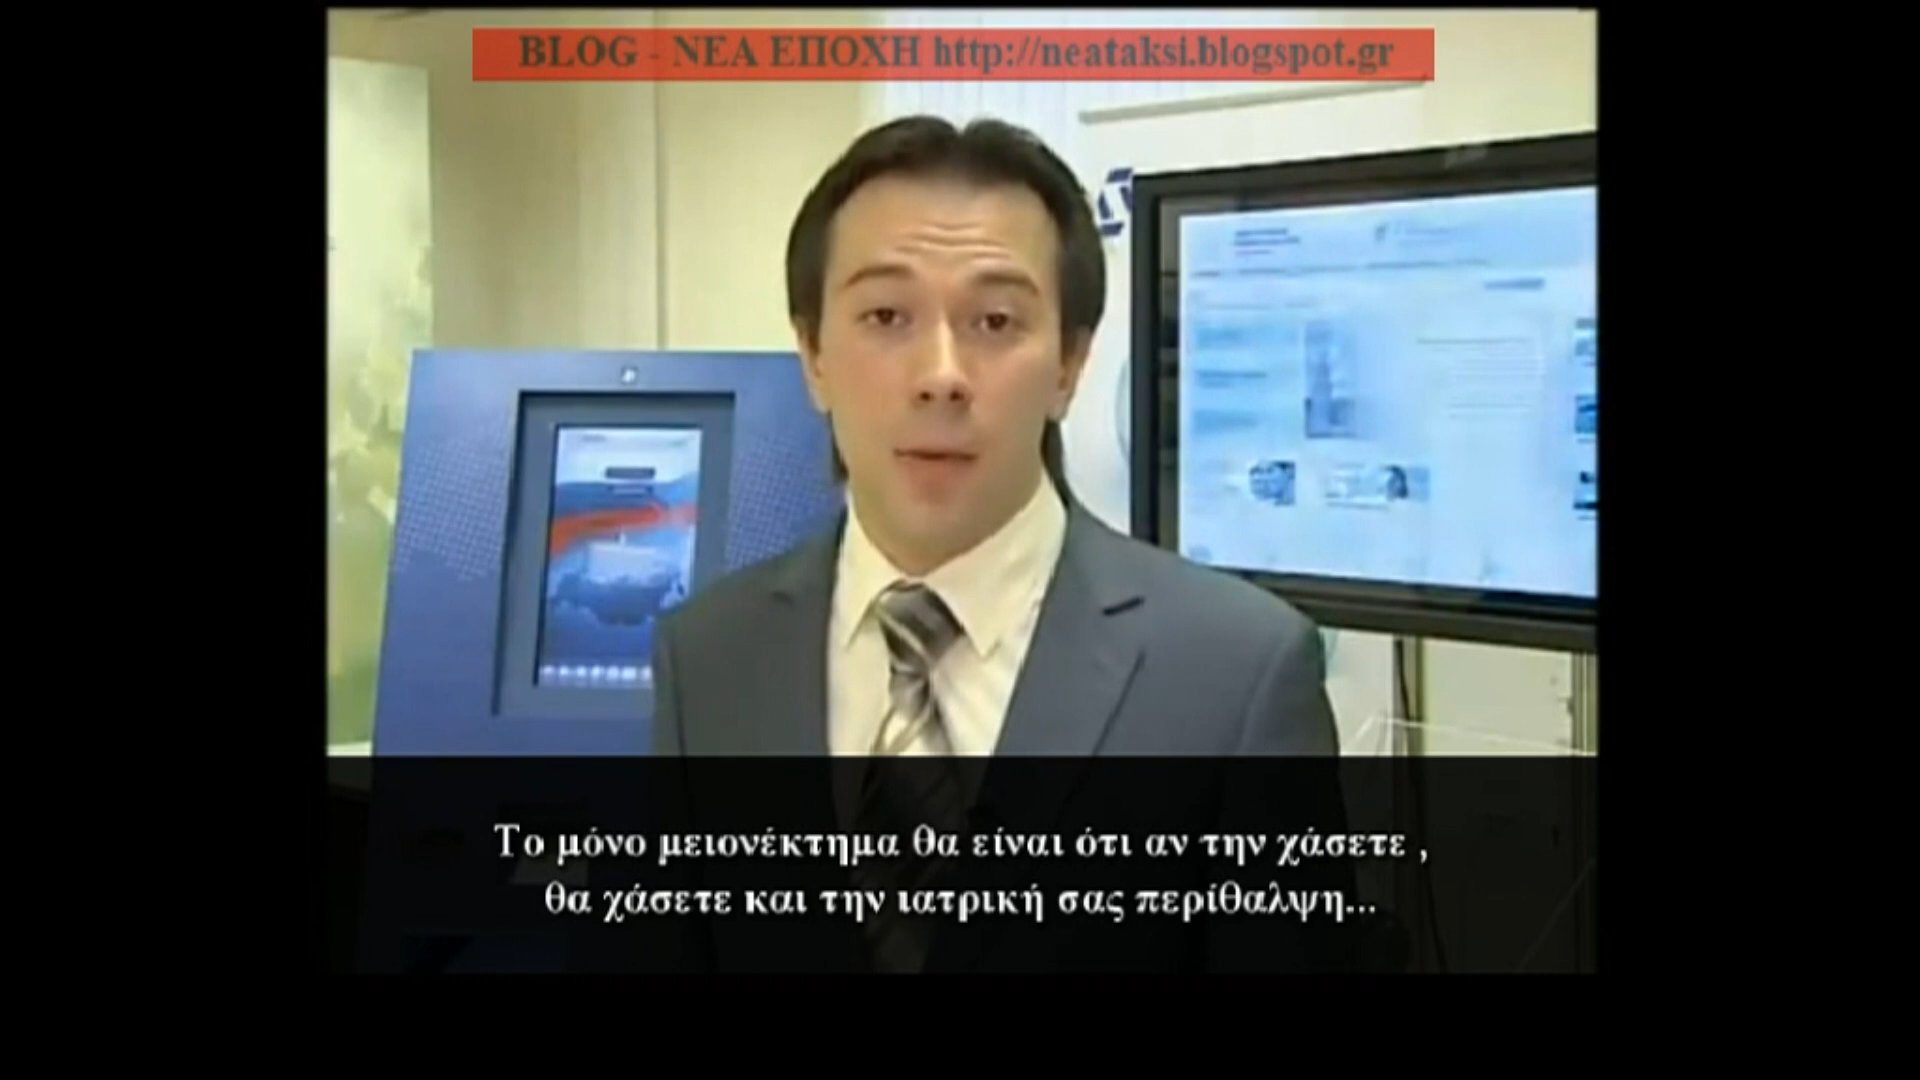 BLOG - ΝΕΑ ΕΠΟΧΗ http://neataksi.blogspot.gr
Το μόνο μειονέκτημα θα είναι ότι αν την χάσετε ,
θα χάσετε και την ιατρική σας περίθαλψη...